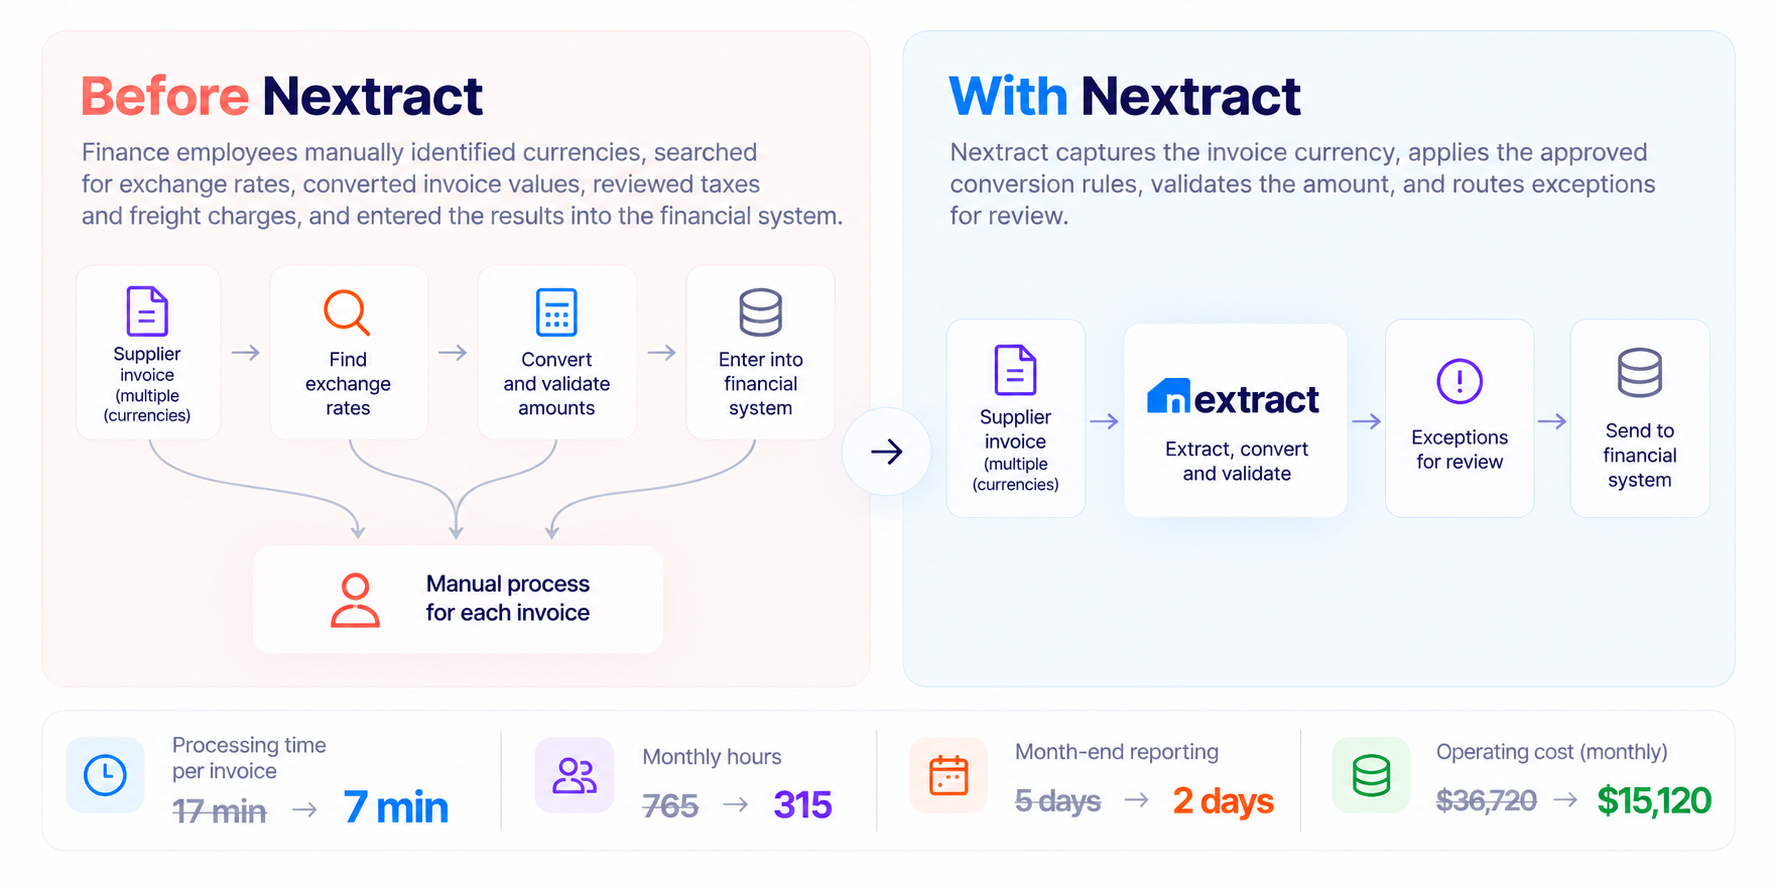 Before Nextract
Finance employees manually identified currencies, searched
for exchange rates, converted invoice values, reviewed taxes
and freight charges, and entered the results into the financial system.
Supplier
invoice
(multiple
(currencies)
Find
exchange
rates
Convert
and validate
amounts
Enter into
financial
system
Manual process
for each invoice
With Nextract
Nextract captures the invoice currency, applies the approved
conversion rules, validates the amount, and routes exceptions
for review.
Supplier
invoice
(multiple
(currencies)
nextract
Extract, convert
and validate
Exceptions
for review
Send to
financial
system
Processing time
per invoice
17 min → 7 min
Monthly hours
765 → 315
Month-end reporting
5 days → 2 days
Operating cost (monthly)
$36,720 → $15,120